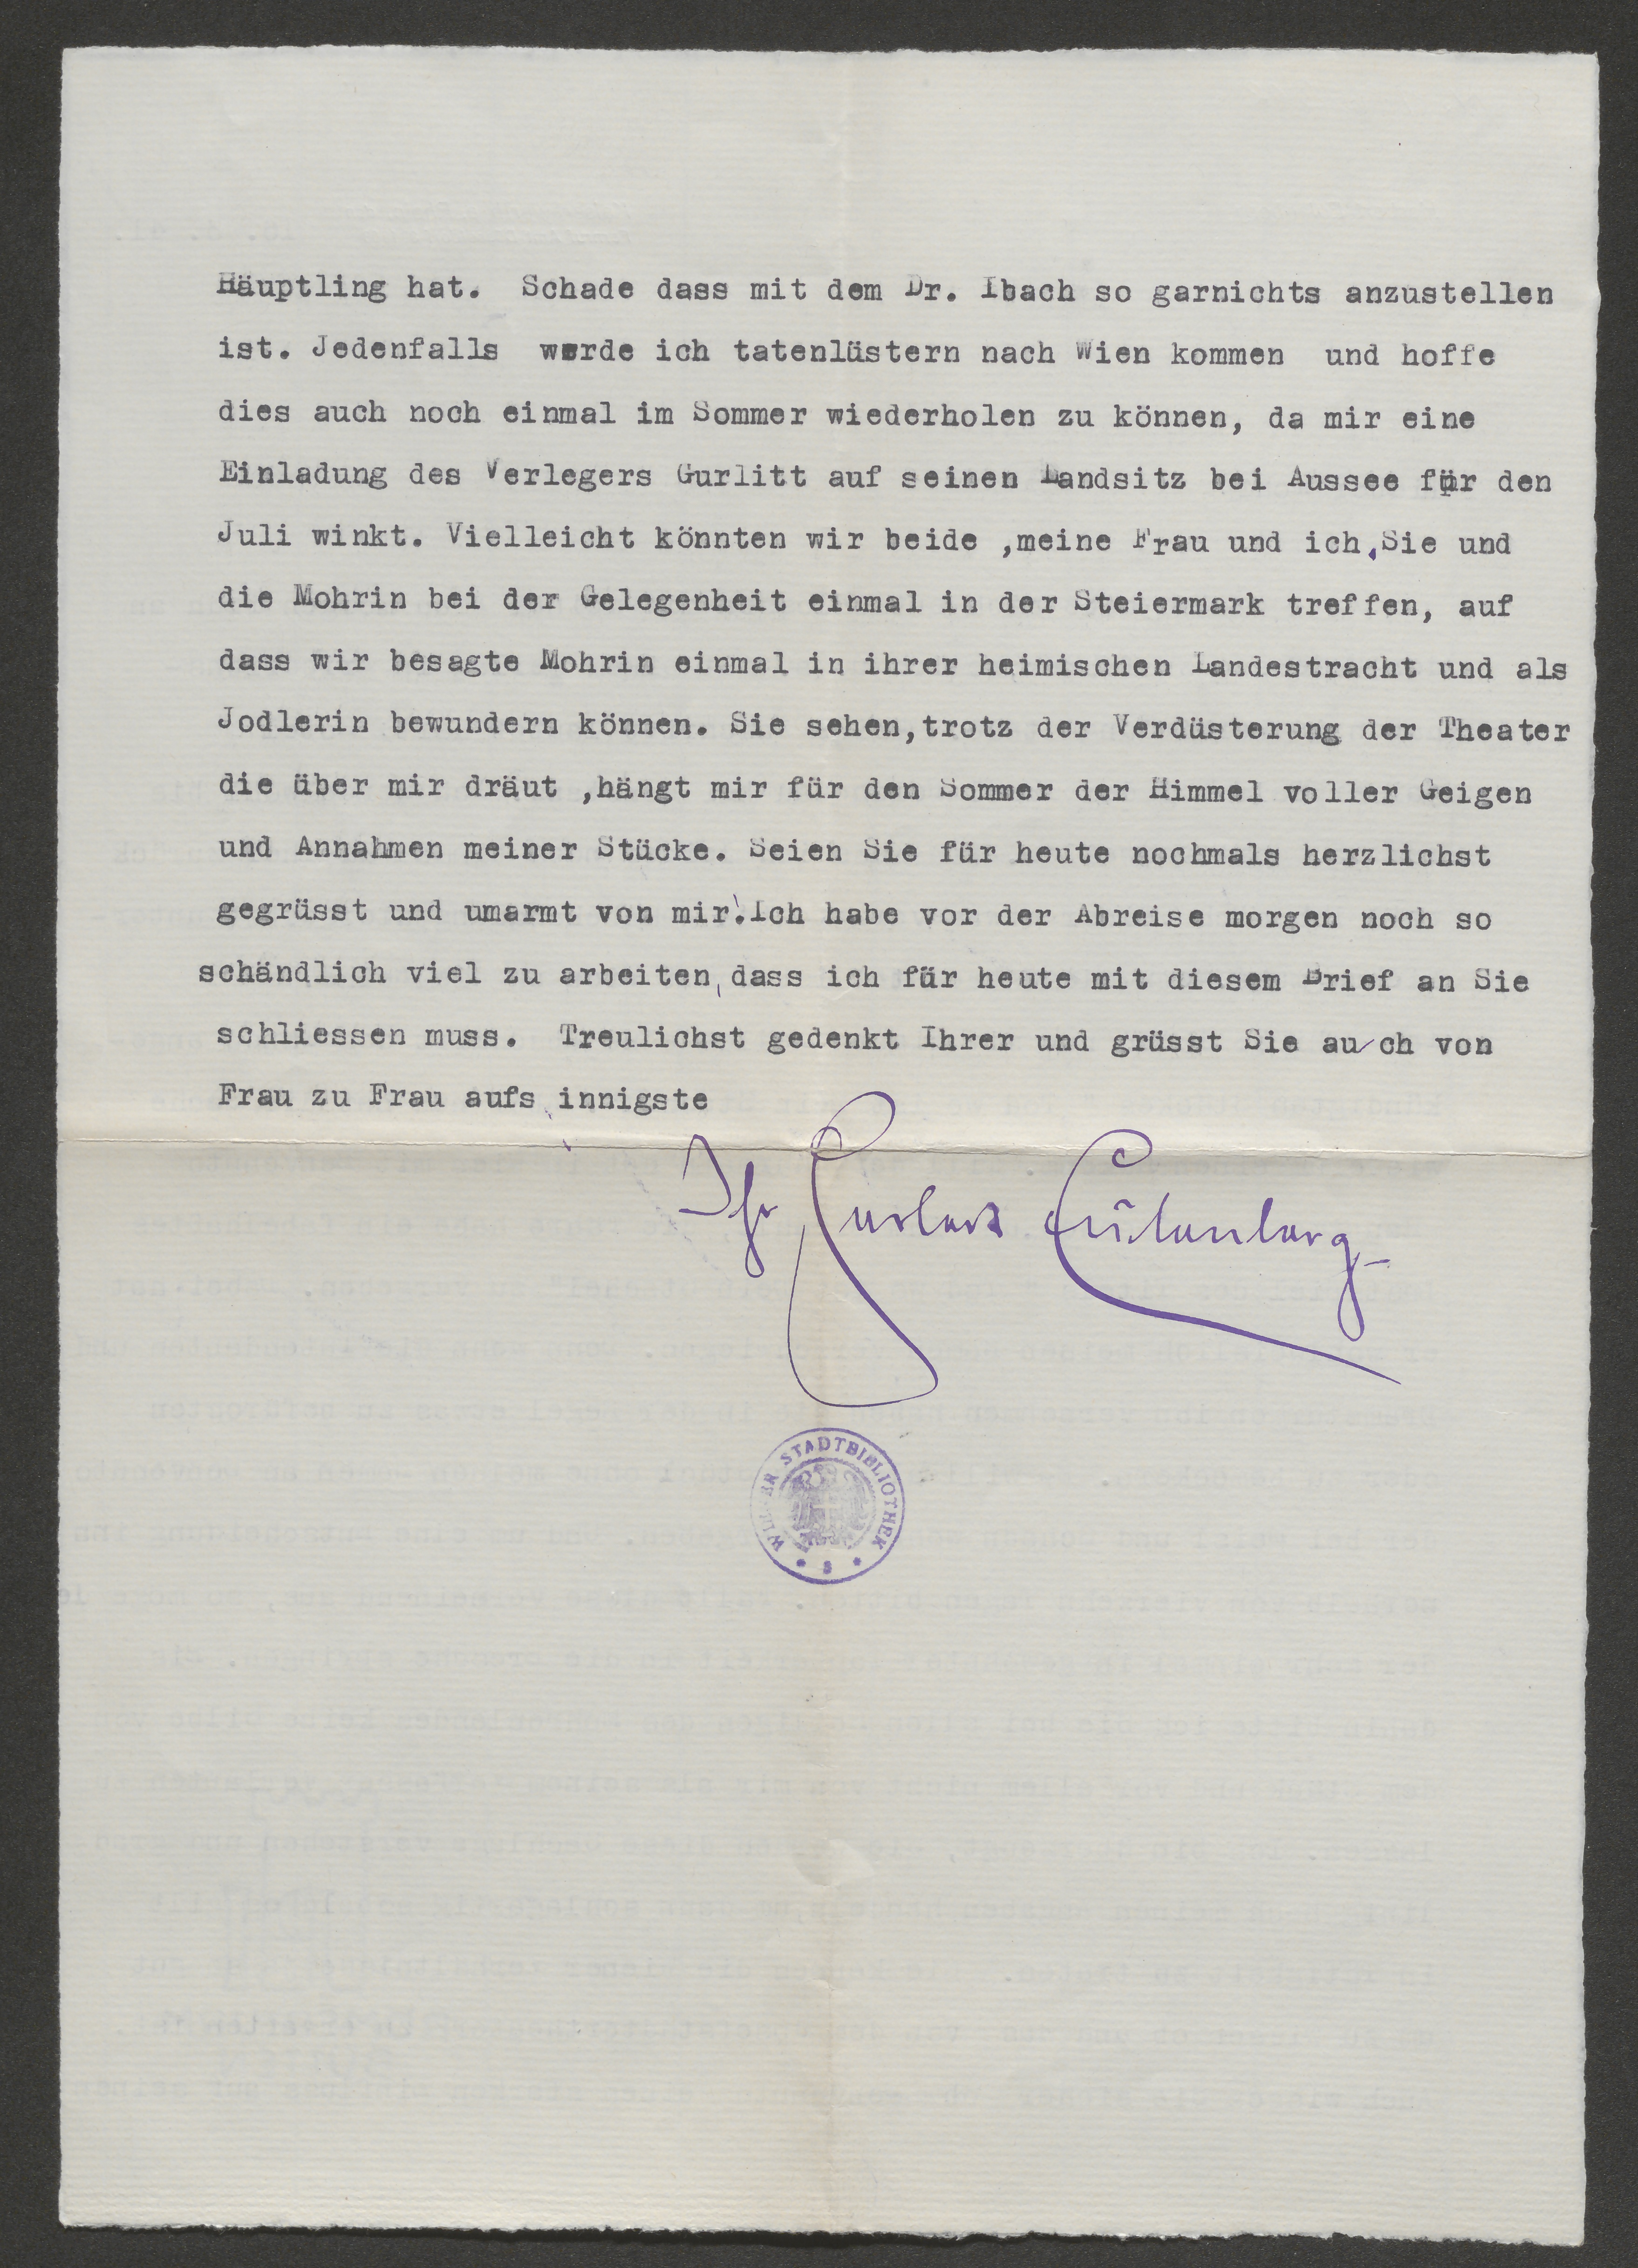 Häuptling hat. Schade dass mit dem Dr. Ibach so garnichts anzustellen
ist. Jedenfalls werde ich tatenlüstern nach Wien kommen und hoffe
dies auch noch einmal im Sommer wiederholen zu können, da mir eine
Einladung des Verlegers Gurlitt auf seinen Landsitz bei Aussee für den
Juli winkt. Vielleicht könnten wir beide ,meine Frau und ich,Sie und
die Mohrin bei der Gelegenheit einmal in der Steiermark treffen, auf
dass wir besagte Mohrin einmal in ihrer heimischen Landestracht und als
Jodlerin bewundern können. Sie sehen,trotz der Verdüsterung der Theater
die über mir dräut ,hängt mir für den Sommer der Himmel voller Geigen
und Annahmen meiner Stücke. Seien Sie für heute nochmals herzlichst
gegrüsst und umarmt von mir!Ich habe vor der Abreise morgen noch so
schändlich viel zu arbeiten,dass ich für heute mit diesem Brief an Sie
schliessen muss. Treulichst gedenkt Ihrer und grüsst Sie auch von
Frau zu Frau aufs innigste
Ihr Herbert Eulenberg
WIENER STADTBIBLIOTHEK